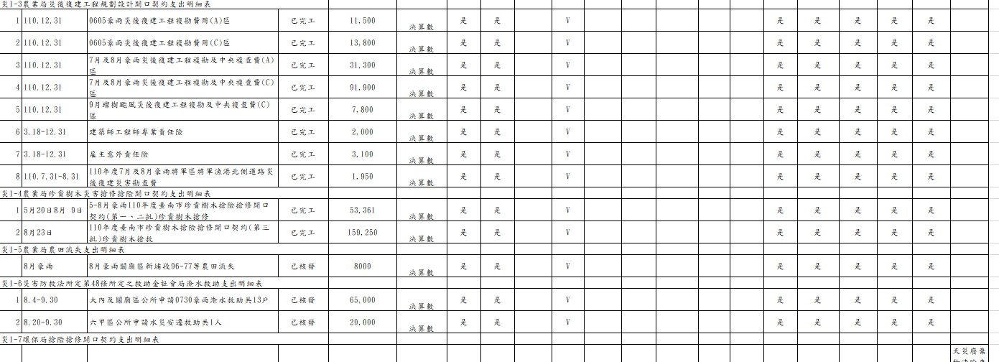 災1-3農業局災後復建工程規劃設計開口契約支出明細表
1 110.12.31 0605豪雨災後復建工程複勘費用(A)區 已完工 11,500 決算數 是 是 V 是 是 是 是 是
2 110.12.31 0605豪雨災後復建工程複勘費用(C)區 已完工 13,800 決算數 是 是 V 是 是 是 是 是
3 110.12.31 7月及8月豪雨災後復建工程複勘及中央複查費(A)
區 已完工 31,300 決算數 是 是 V 是 是 是 是 是
4 110.12.31 7月及8月豪雨災後復建工程複勘及中央複查費(C)
區 已完工 91,900 決算數 是 是 V 是 是 是 是 是
5 110.12.31 9月璨樹颱風災後復建工程複勘及中央複查費(C)
區 已完工 7,800 決算數 是 是 V 是 是 是 是 是
6 3.18-12.31 建築師工程師專業責任險 已完工 2,000 決算數 是 是 V 是 是 是 是 是
7 3.18-12.31 雇主意外責任險 已完工 3,100 決算數 是 是 V 是 是 是 是 是
8 110.7.31-8.31 110年度7月及8月豪雨將軍區將軍漁港北側道路災
後復建災害勘查費 已完工 1,950 決算數 是 是 V 是 是 是 是 是
災1-4農業局珍貴樹木災害搶修搶險開口契約支出明細表
1 5月20日8月 9日 5-8月豪雨110年度臺南市珍貴樹木搶險搶修開口
契約(第一、二批)珍貴樹木搶修 已完工 53,361 決算數 是 是 V 是 是 是 是 是
2 8月23日 110年度臺南市珍貴樹木搶險搶修開口契約(第三
批)珍貴樹木搶救 已完工 159,250 決算數 是 是 V 是 是 是 是 是
災1-5農業局農田流失支出明細表
8月豪雨 8月豪雨關廟區新埔段96-77等農田流失 已核發 8000 決算數 是 是 V 是 是 是 是 是
災1-6災害防救法所定第48條所定之救助金社會局淹水救助支出明細表
1 8.4-9.30 大內及關廟區公所申請0730豪雨淹水救助共13戶 已核發 65,000 決算數 是 是 V 是 是 是 是 是
2 8.20-9.30 六甲區公所申請水災安遷救助共1人 已核發 20,000 決算數 是 是 V 是 是 是 是 是
災1-7環保局搶險搶修開口契約支出明細表
天災廢棄